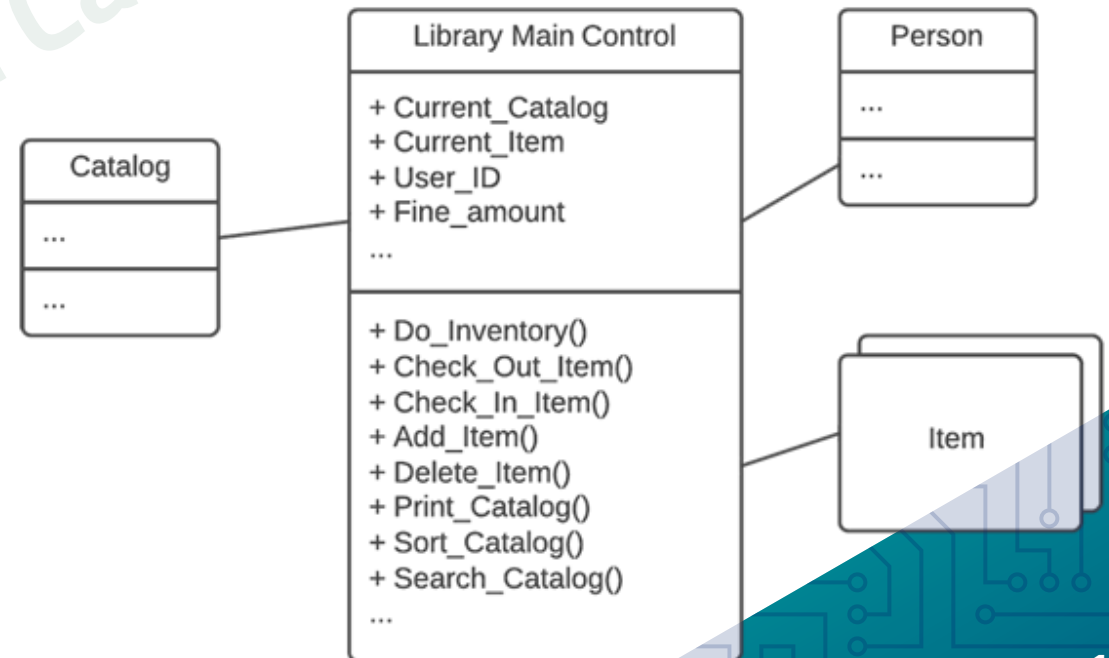 Library Main Control
+ Current_Catalog
+ Current_Item
+ User_ID
+ Fine_amount
...
+ Do_Inventory()
+ Check_Out_Item()
+ Check_In_Item()
+ Add_Item()
+ Delete_Item()
+ Print_Catalog()
+ Sort_Catalog()
+ Search_Catalog()
...
Catalog
...
...
Person
...
...
Item